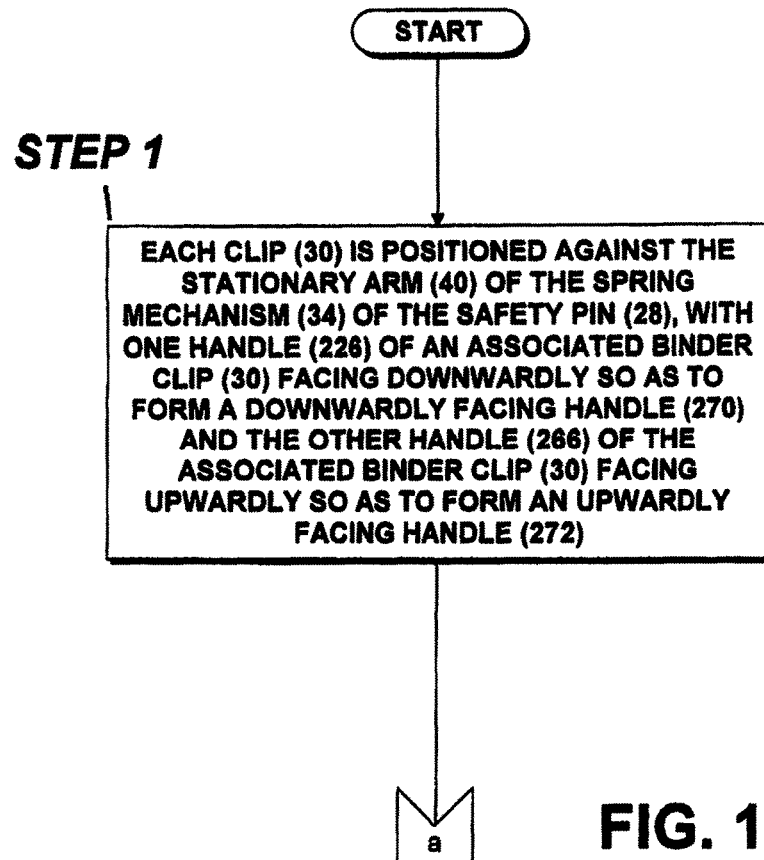 START
STEP 1
EACH CLIP (30) IS POSITIONED AGAINST THE
STATIONARY ARM (40) OF THE SPRING
MECHANISM (34) OF THE SAFETY PIN (28), WITH
ONE HANDLE (226) OF AN ASSOCIATED BINDER
CLIP (30) FACING DOWNWARDLY SO AS TO
FORM A DOWNWARDLY FACING HANDLE (270)
AND THE OTHER HANDLE (266) OF THE
ASSOCIATED BINDER CLIP (30) FACING
UPWARDLY SO AS TO FORM AN UPWARDLY
FACING HANDLE (272)
a
FIG. 1